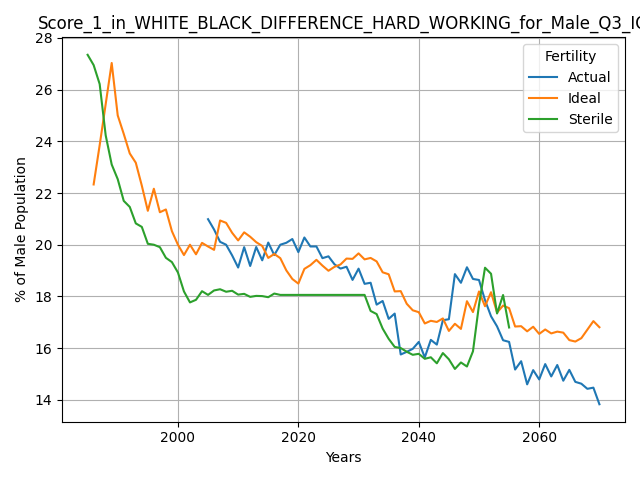 Score_1_in_WHITE_BLACK_DIFFERENCE_HARD_WORKING_for_Male_Q3_IC
28
26
24
22
20
18
16
14
% of Male Population
Fertility
Actual
Ideal
Sterile
2000
2020
2040
2060
Years